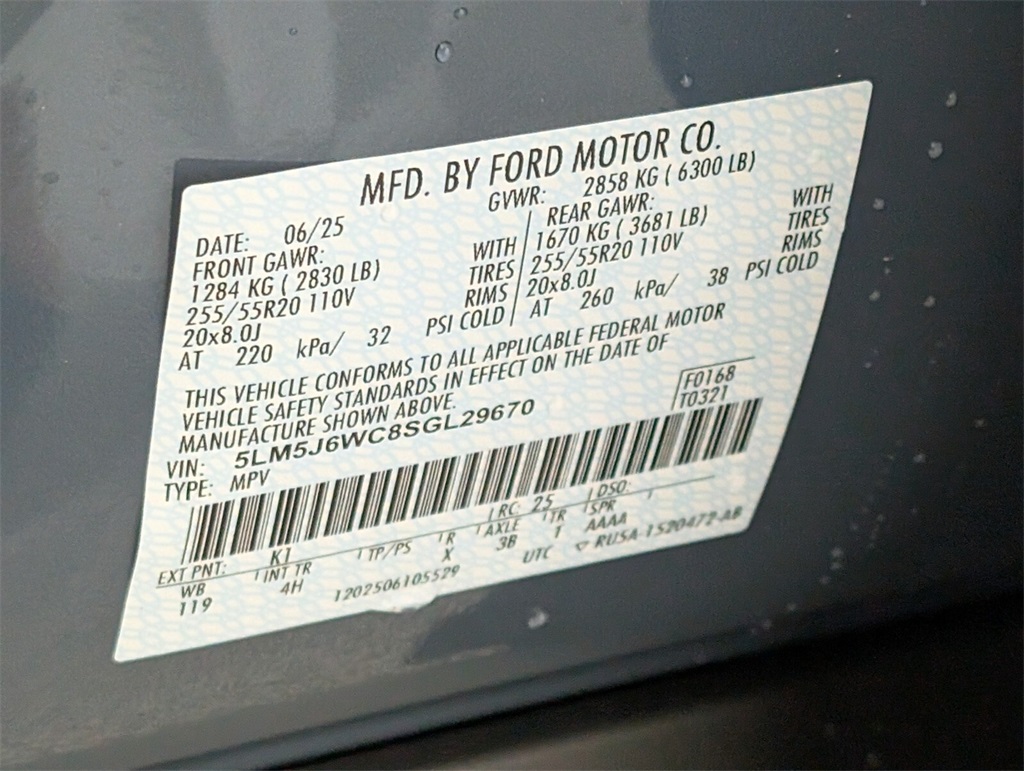 MFD. BY FORD MOTOR CO.
DATE: 06/25 GVWR: 2858 KG ( 6300 LB)
FRONT GAWR: REAR GAWR:
1284 KG ( 2830 LB) WITH 1670 KG ( 3681 LB) WITH
255/55R20 110V TIRES 255/55R20 110V TIRES
20x8.0J RIMS 20x8.0J RIMS
AT 220 kPa/ 32 PSI COLD AT 260 kPa/ 38 PSI COLD
THIS VEHICLE CONFORMS TO ALL APPLICABLE FEDERAL MOTOR
VEHICLE SAFETY STANDARDS IN EFFECT ON THE DATE OF
MANUFACTURE SHOWN ABOVE.
F0168
T0321
VIN: 5LM5J6WC8SGL29670
TYPE: MPV
EXT PNT: K1 RC: 25 DSO:
WB INT TR TP/PS R AXLE TR SPR
119 4H X 3B 1 AAAA
1202506105529 UTC ▽ RUSA-1520472-AB